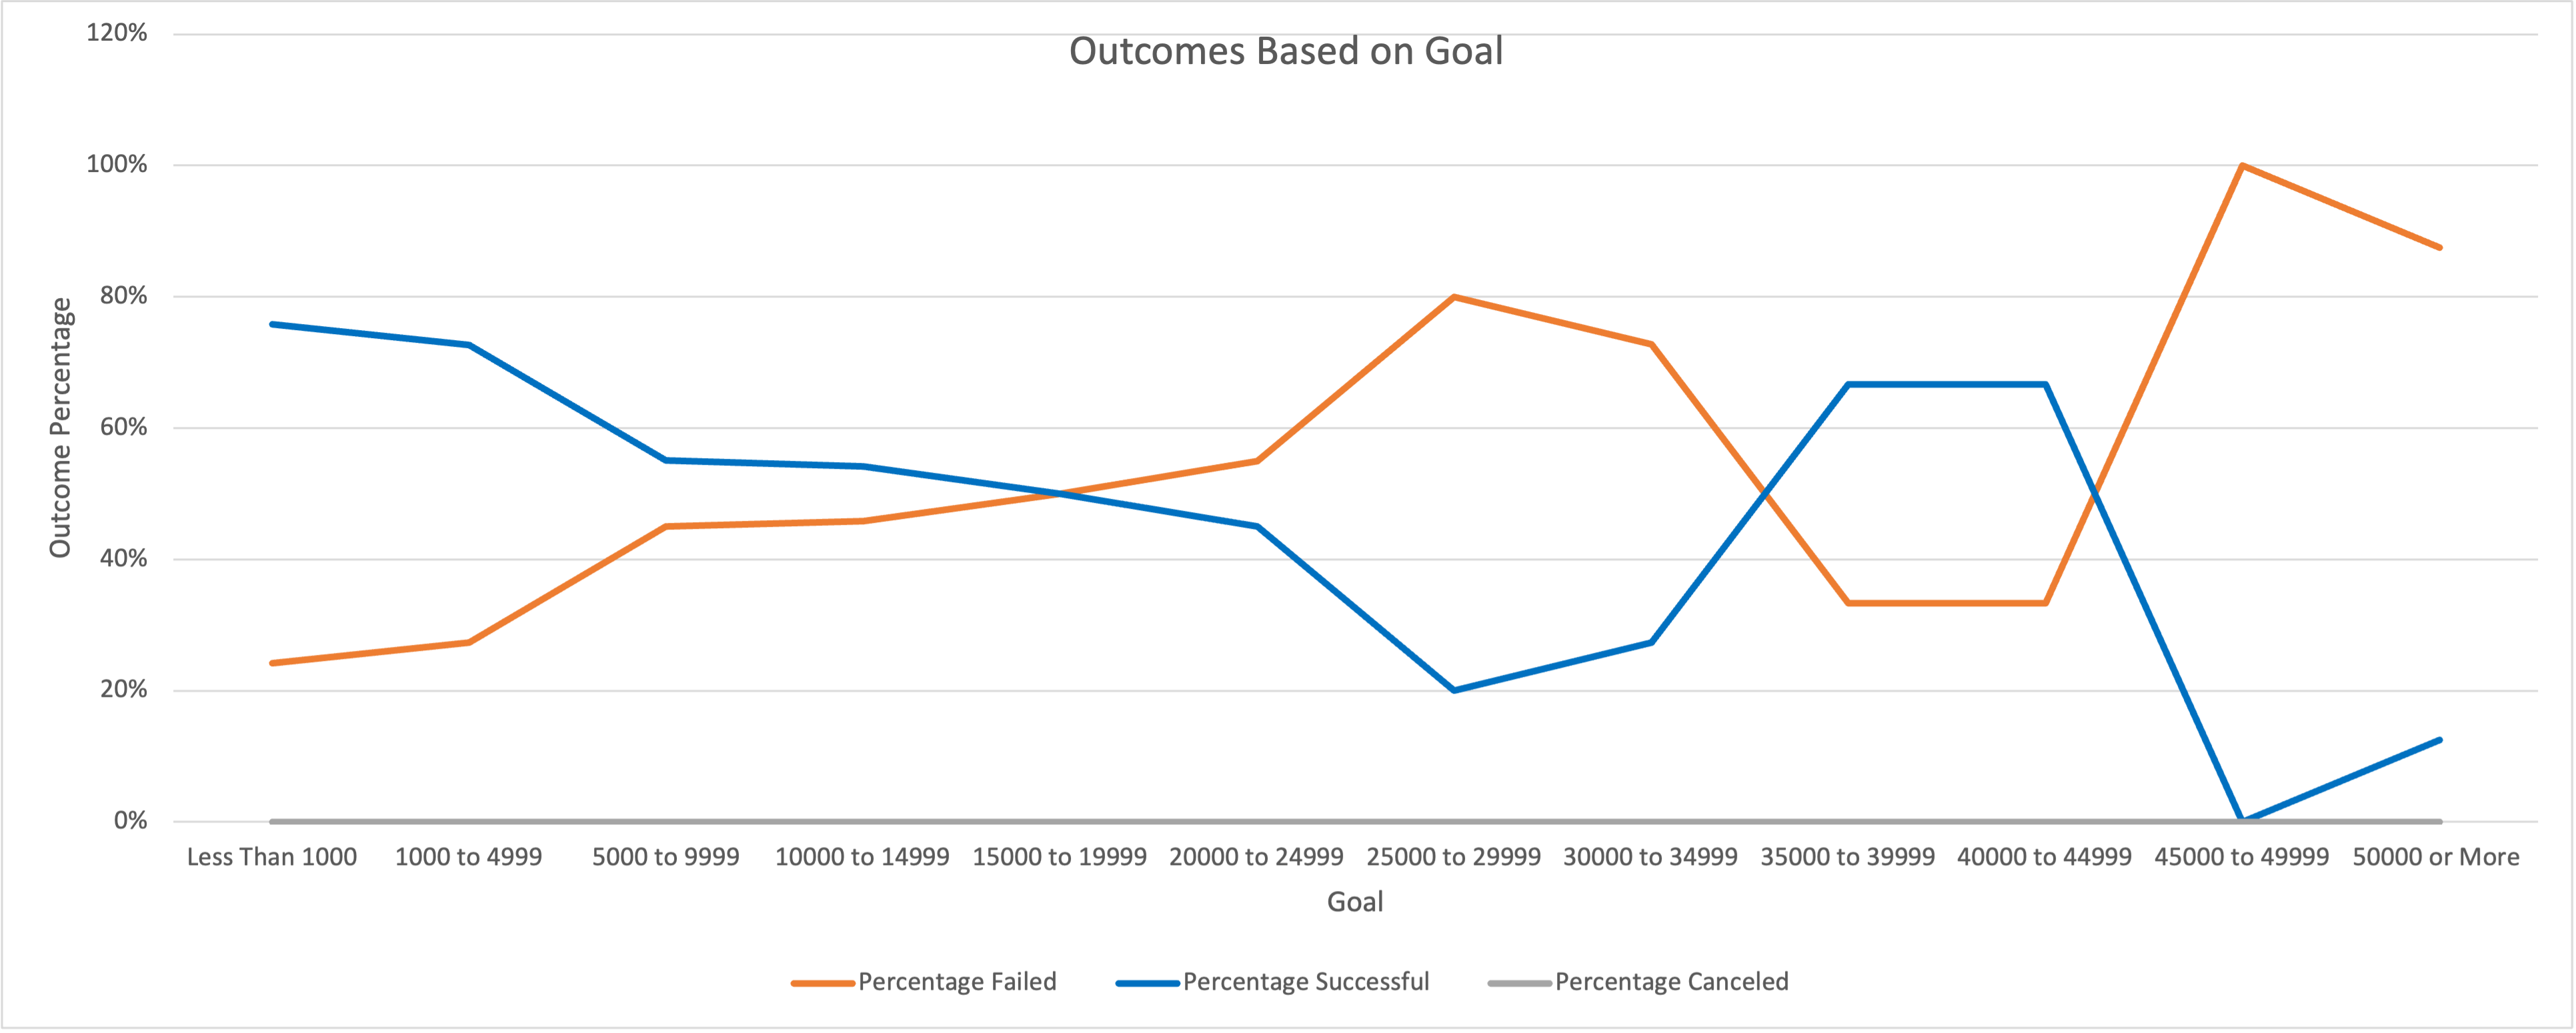 Outcomes Based on Goal
120%
100%
80%
60%
40%
20%
0%
Outcome Percentage
Less Than 1000 1000 to 4999 5000 to 9999 10000 to 14999 15000 to 19999 20000 to 24999 25000 to 29999 30000 to 34999 35000 to 39999 40000 to 44999 45000 to 49999 50000 or More
Goal
Percentage Failed Percentage Successful Percentage Canceled